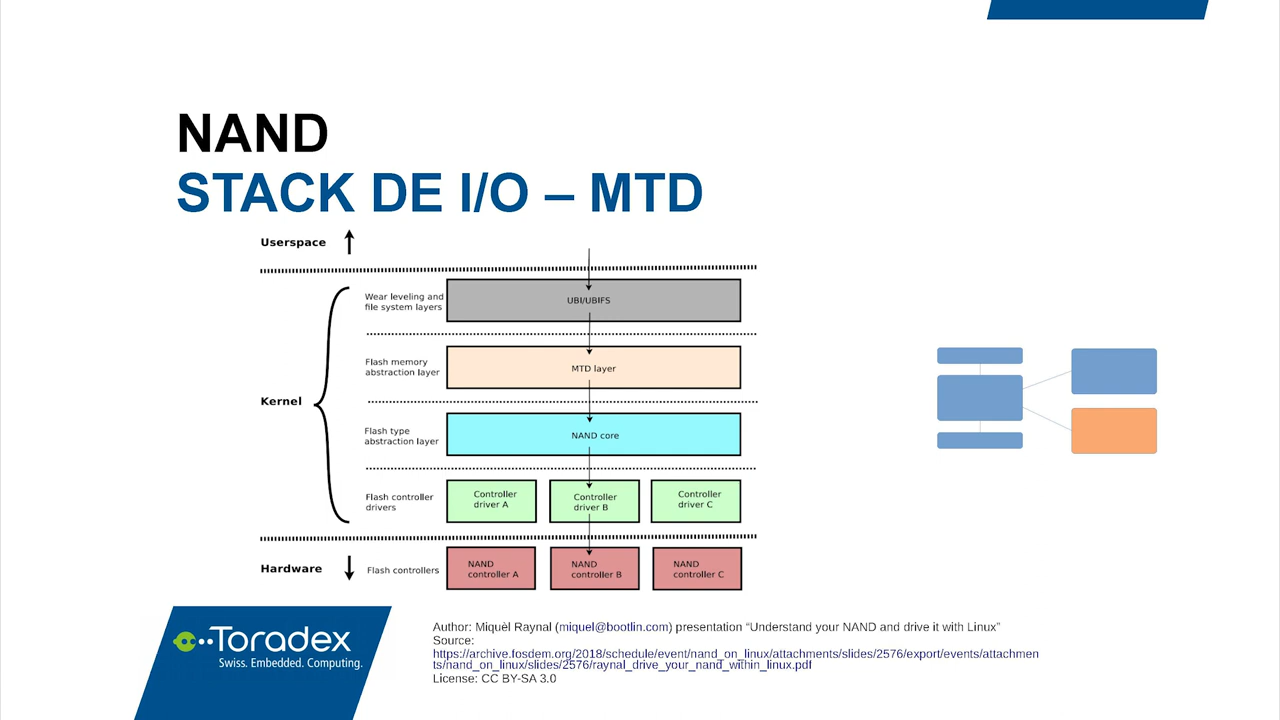 NAND
STACK DE I/O – MTD
Userspace
Wear leveling and
file system layers
UBI/UBIFS
Flash memory
abstraction layer
MTD layer
Kernel
Flash type
abstraction layer
NAND core
Flash controller
drivers
Controller
driver A
Controller
driver B
Controller
driver C
Hardware
Flash controllers
NAND
controller A
NAND
controller B
NAND
controller C
Toradex
Swiss. Embedded. Computing.
Author: Miquèl Raynal (miquel@bootlin.com) presentation “Understand your NAND and drive it with Linux”
Source:
https://archive.fosdem.org/2018/schedule/event/nand_on_linux/attachments/slides/2576/export/events/attachmen
ts/nand_on_linux/slides/2576/raynal_drive_your_nand_within_linux.pdf
License: CC BY-SA 3.0